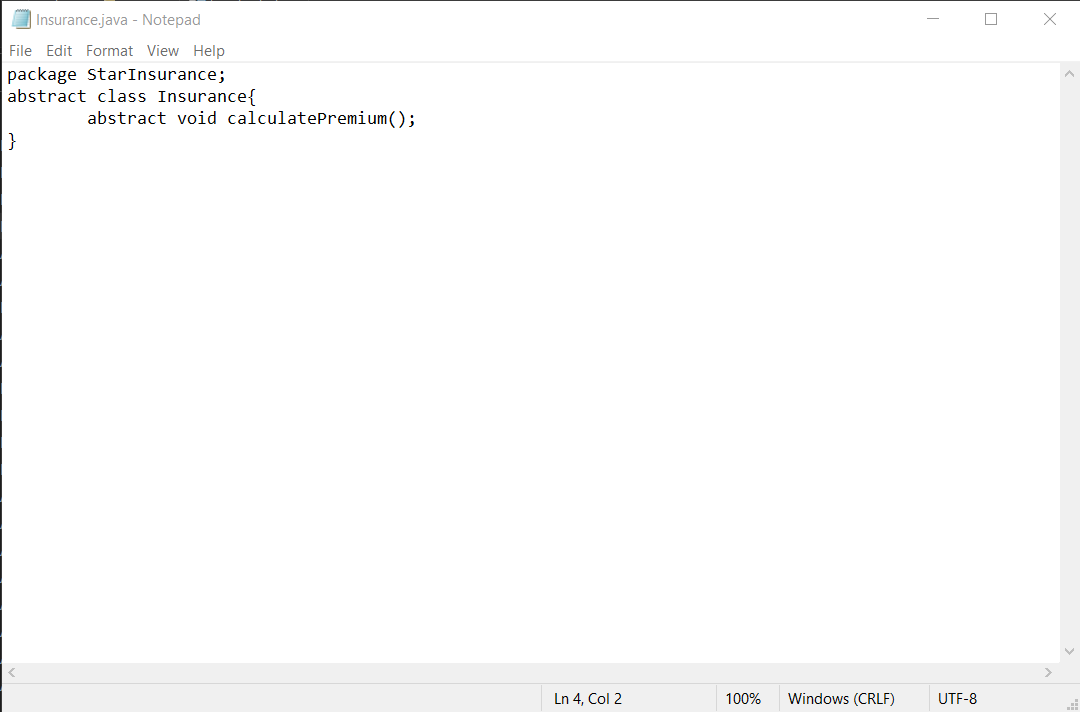 Insurance.java - Notepad
File Edit Format View Help
package StarInsurance;
abstract class Insurance{
        abstract void calculatePremium();
}
Ln 4, Col 2 100% Windows (CRLF) UTF-8